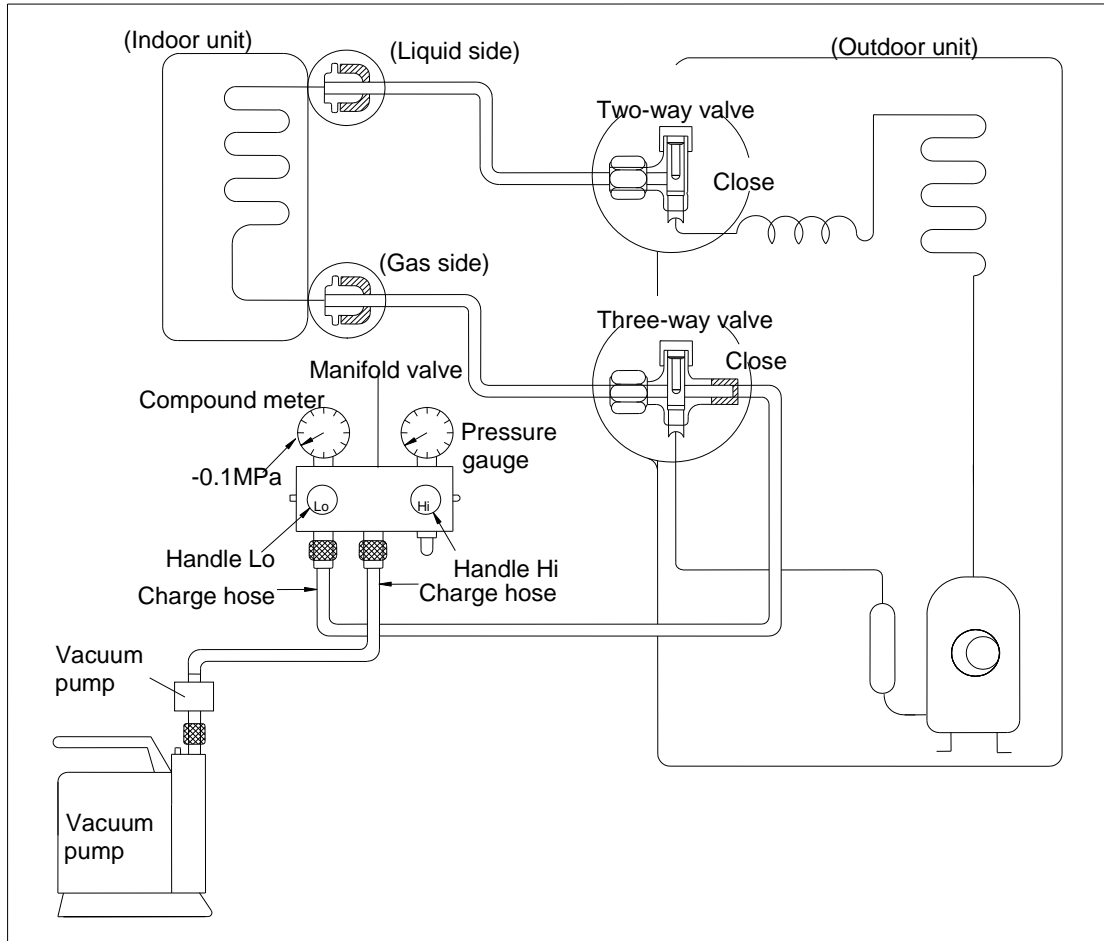 (Indoor unit)
(Liquid side)
(Outdoor unit)
Two-way valve
Close
(Gas side)
Three-way valve
Close
Manifold valve
Compound meter
Pressure
gauge
-0.1MPa
Lo
Hi
Handle Lo
Handle Hi
Charge hose
Charge hose
Vacuum
pump
Vacuum
pump